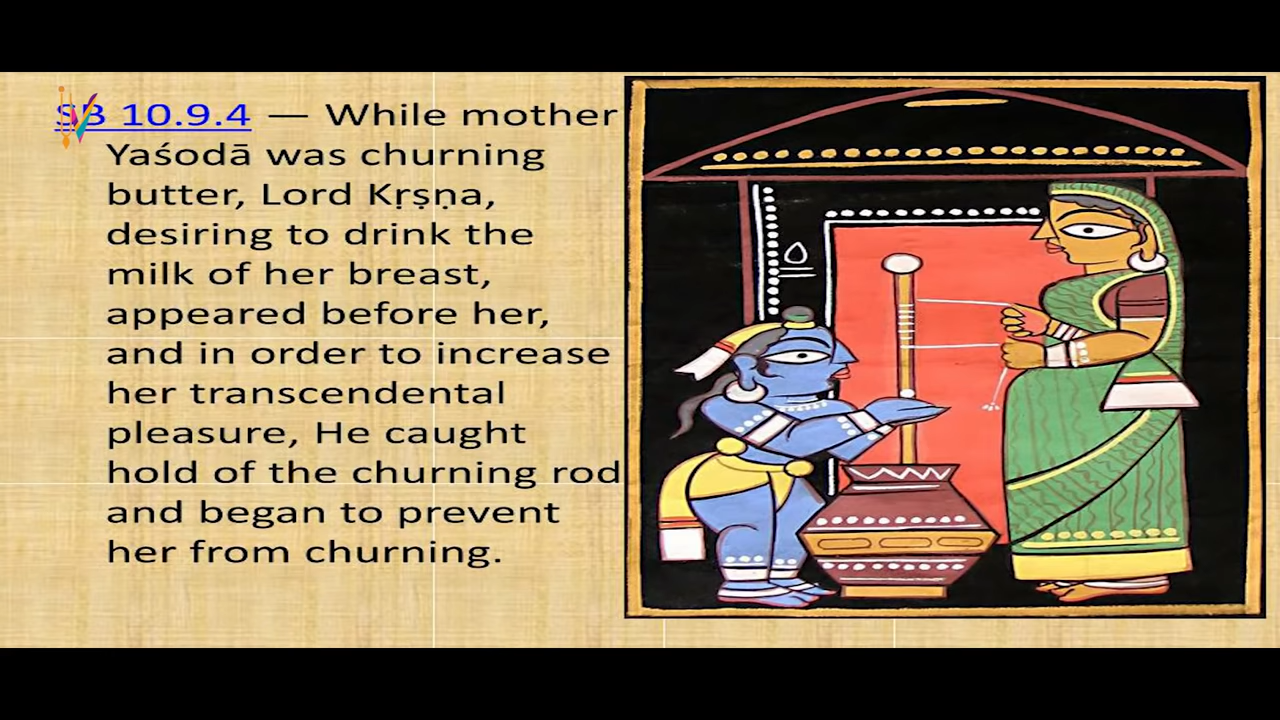 SB 10.9.4 — While mother
Yaśodā was churning
butter, Lord Kṛṣṇa,
desiring to drink the
milk of her breast,
appeared before her,
and in order to increase
her transcendental
pleasure, He caught
hold of the churning rod
and began to prevent
her from churning.